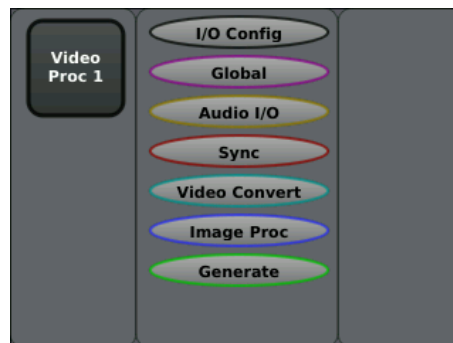 Video
Proc 1
I/O Config
Global
Audio I/O
Sync
Video Convert
Image Proc
Generate